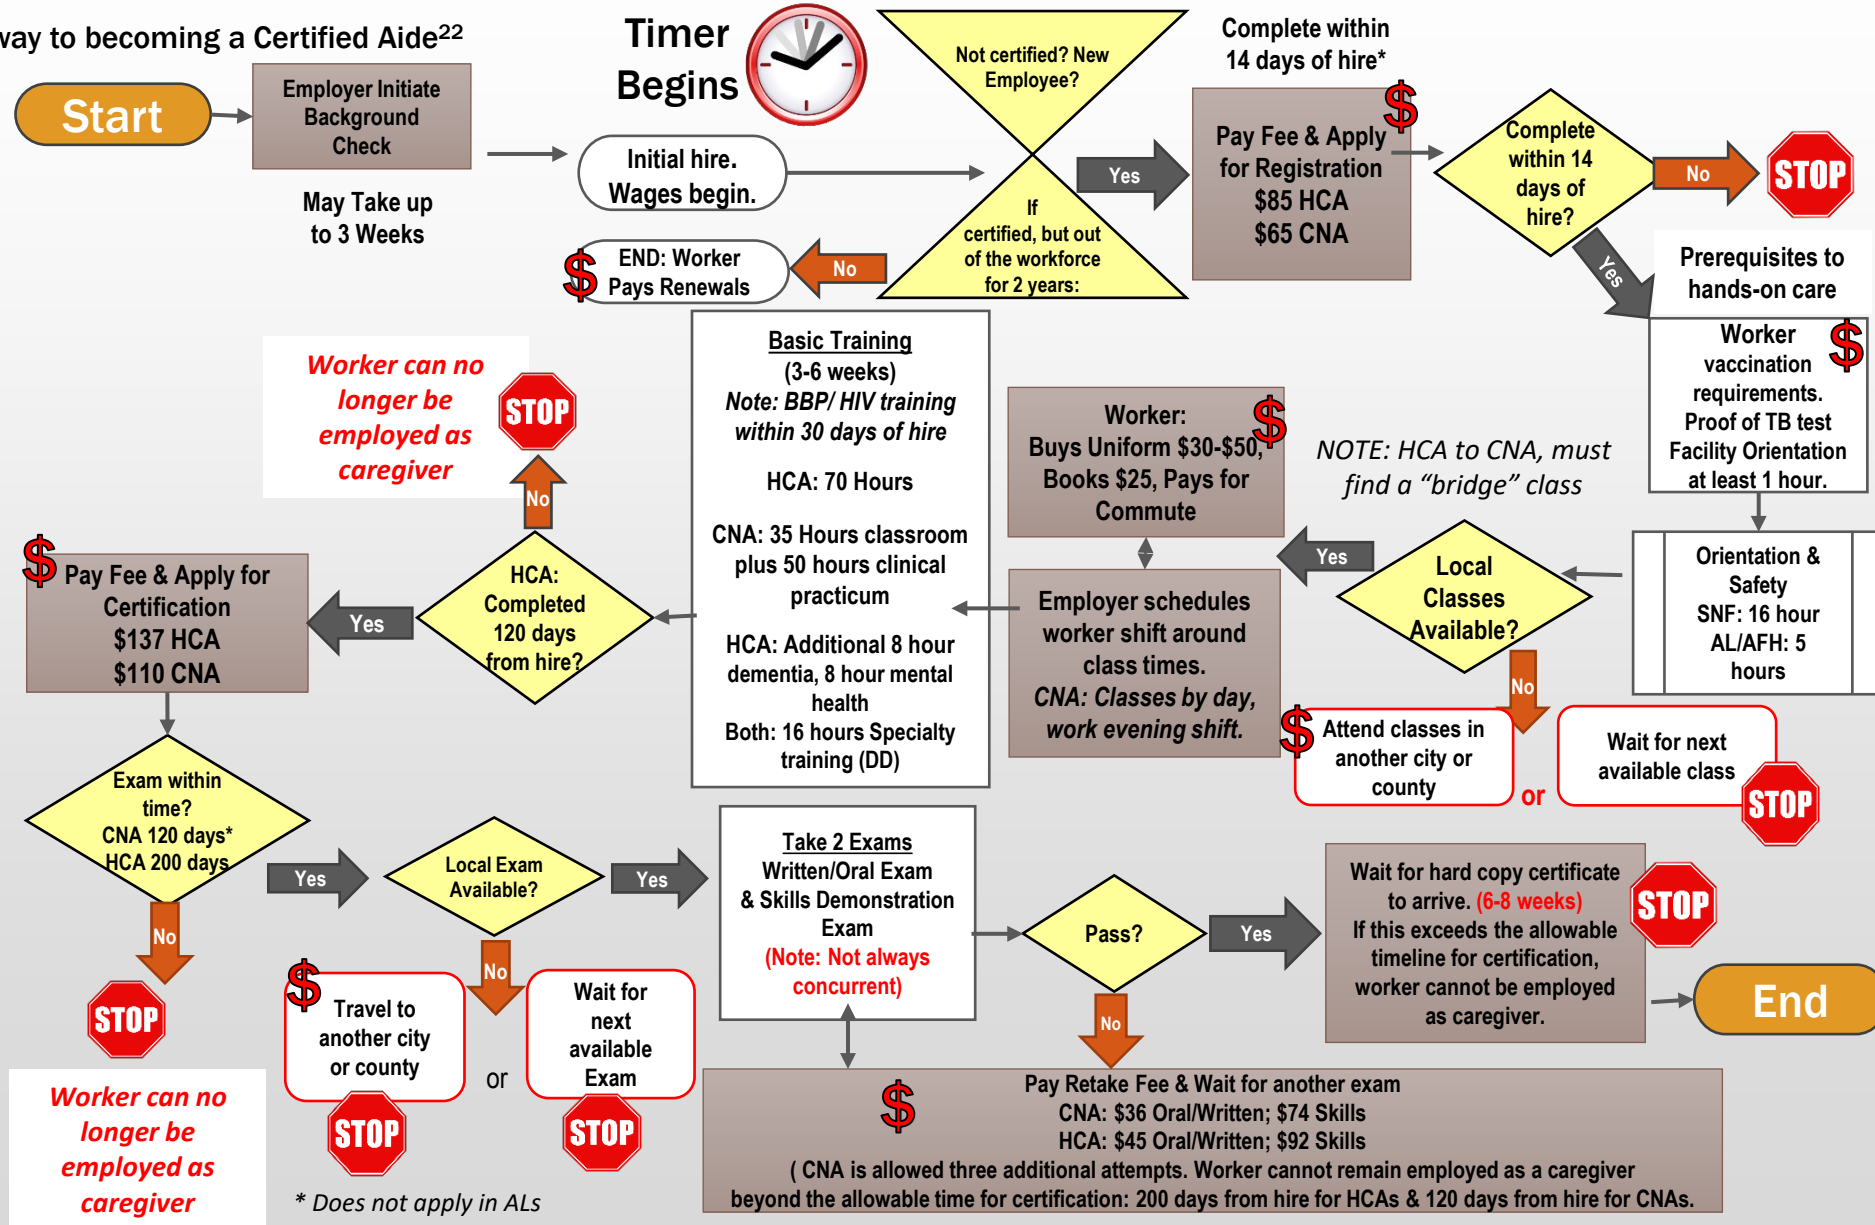 way to becoming a Certified Aide²²
Start
Employer Initiate
Background
Check
May Take up
to 3 Weeks
Timer
Begins
Initial hire.
Wages begin.
Not certified? New
Employee?
If
certified, but out
of the workforce
for 2 years:
No
$
END: Worker
Pays Renewals
Yes
Complete within
14 days of hire*
$
Pay Fee & Apply
for Registration
$85 HCA
$65 CNA
Complete
within 14
days of
hire?
No
STOP
Yes
Prerequisites to
hands-on care
$
Worker
vaccination
requirements.
Proof of TB test
Facility Orientation
at least 1 hour.
Orientation &
Safety
SNF: 16 hour
AL/AFH: 5
hours
NOTE: HCA to CNA, must
find a “bridge” class
Local
Classes
Available?
No
$
Attend classes in
another city or
county
or
Wait for next
available class
STOP
Yes
$
Worker:
Buys Uniform $30-$50,
Books $25, Pays for
Commute
Employer schedules
worker shift around
class times.
CNA: Classes by day,
work evening shift.
Basic Training
(3-6 weeks)
Note: BBP/ HIV training
within 30 days of hire
HCA: 70 Hours
CNA: 35 Hours classroom
plus 50 hours clinical
practicum
HCA: Additional 8 hour
dementia, 8 hour mental
health
Both: 16 hours Specialty
training (DD)
HCA:
Completed
120 days
from hire?
No
STOP
Worker can no
longer be
employed as
caregiver
Yes
$
Pay Fee & Apply for
Certification
$137 HCA
$110 CNA
Exam within
time?
CNA 120 days*
HCA 200 days
No
STOP
Worker can no
longer be
employed as
caregiver
Yes
Local Exam
Available?
No
$
Travel to
another city
or county
STOP
or
Wait for
next
available
Exam
STOP
* Does not apply in ALs
Yes
Take 2 Exams
Written/Oral Exam
& Skills Demonstration
Exam
(Note: Not always
concurrent)
Pass?
No
$
Pay Retake Fee & Wait for another exam
CNA: $36 Oral/Written; $74 Skills
HCA: $45 Oral/Written; $92 Skills
( CNA is allowed three additional attempts. Worker cannot remain employed as a caregiver
beyond the allowable time for certification: 200 days from hire for HCAs & 120 days from hire for CNAs.
Yes
Wait for hard copy certificate
to arrive. (6-8 weeks)
If this exceeds the allowable
timeline for certification,
worker cannot be employed
as caregiver.
STOP
End